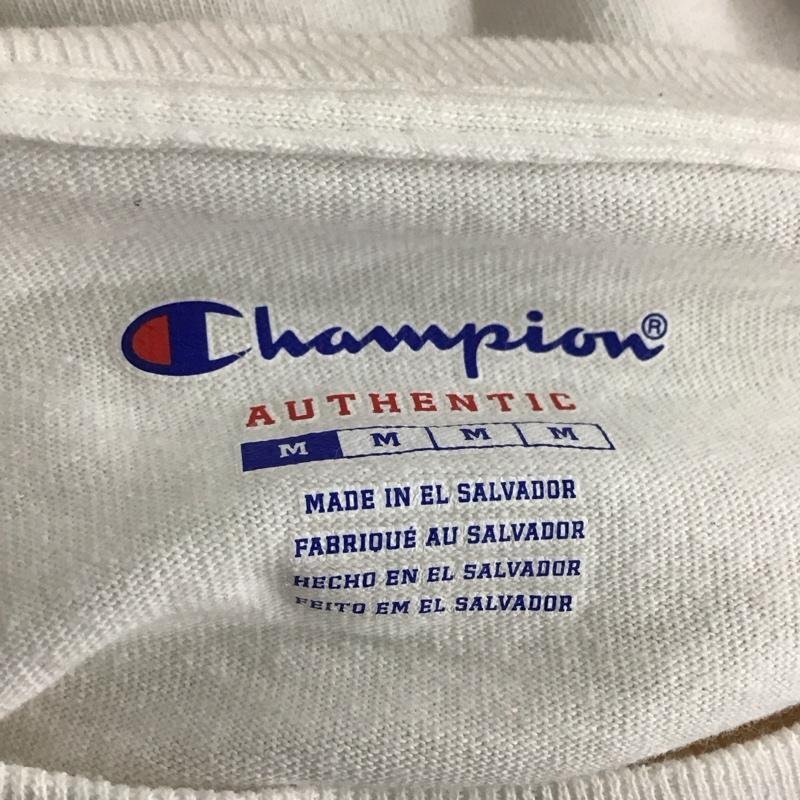 Champion®
AUTHENTIC
M M M M
MADE IN EL SALVADOR
FABRIQUÉ AU SALVADOR
HECHO EN EL SALVADOR
FEITO EM EL SALVADOR